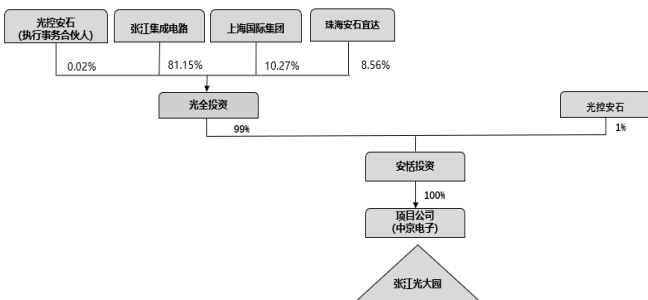 光控安石
(执行事务合伙人)
张江集成电路
上海国际集团
珠海安石宜达
0.02%
81.15%
10.27%
8.56%
光全投资
光控安石
99%
1%
安恬投资
100%
项目公司
(中京电子)
张江光大园